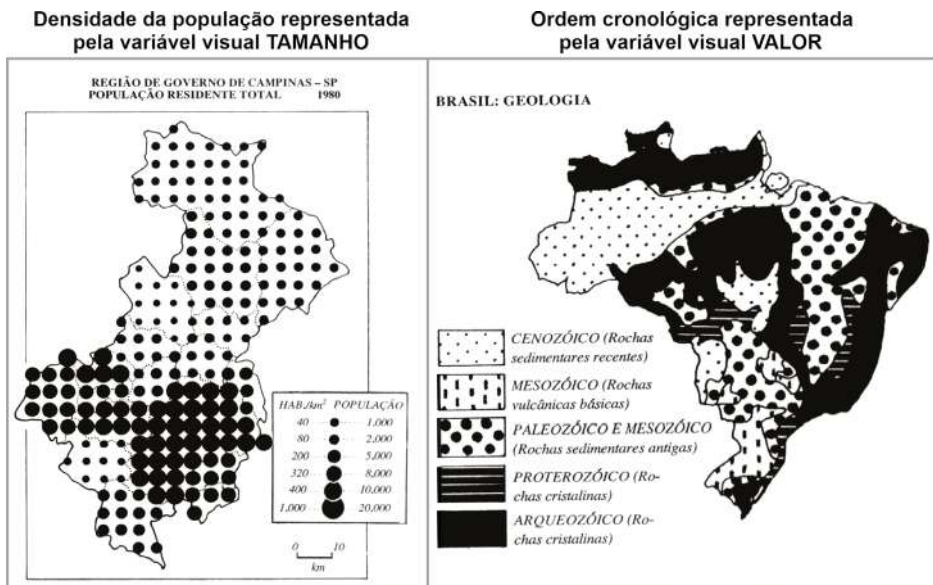 Densidade da população representada
pela variável visual TAMANHO
Ordem cronológica representada
pela variável visual VALOR
REGIÃO DE GOVERNO DE CAMPINAS – SP
POPULAÇÃO RESIDENTE TOTAL 1980
HAB./km² POPULAÇÃO
40 1,000
80 2,000
200 5,000
320 8,000
400 10,000
1,000 20,000
0 10
km
BRASIL: GEOLOGIA
CENOZÓICO (Rochas
sedimentares recentes)
MESOZÓICO (Rochas
vulcânicas básicas)
PALEOZÓICO E MESOZÓICO
(Rochas sedimentares antigas)
PROTEROZÓICO (Ro-
chas cristalinas)
ARQUEOZÓICO (Ro-
chas cristalinas)